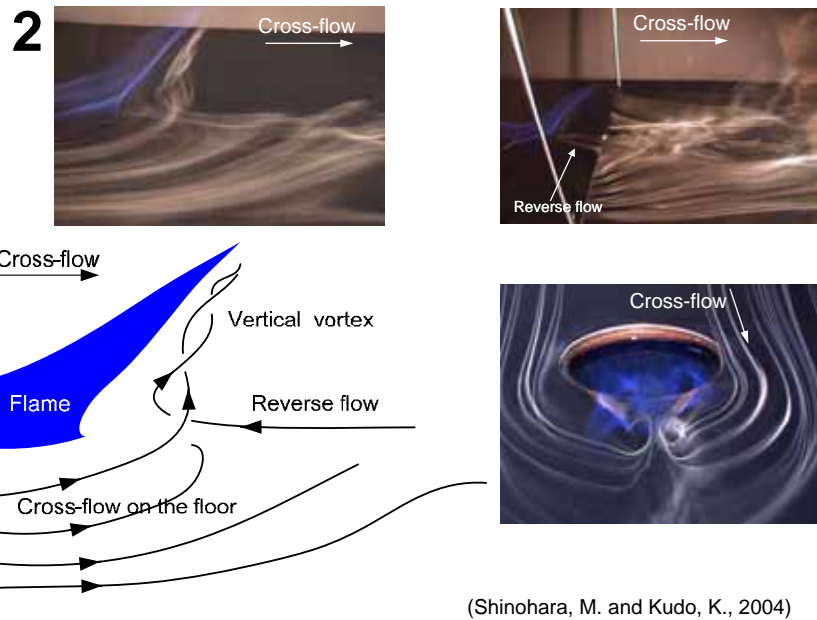 2
Cross-flow
Cross-flow
Reverse flow
Cross-flow
Vertical vortex
Flame
Reverse flow
Cross-flow on the floor
Cross-flow
(Shinohara, M. and Kudo, K., 2004)